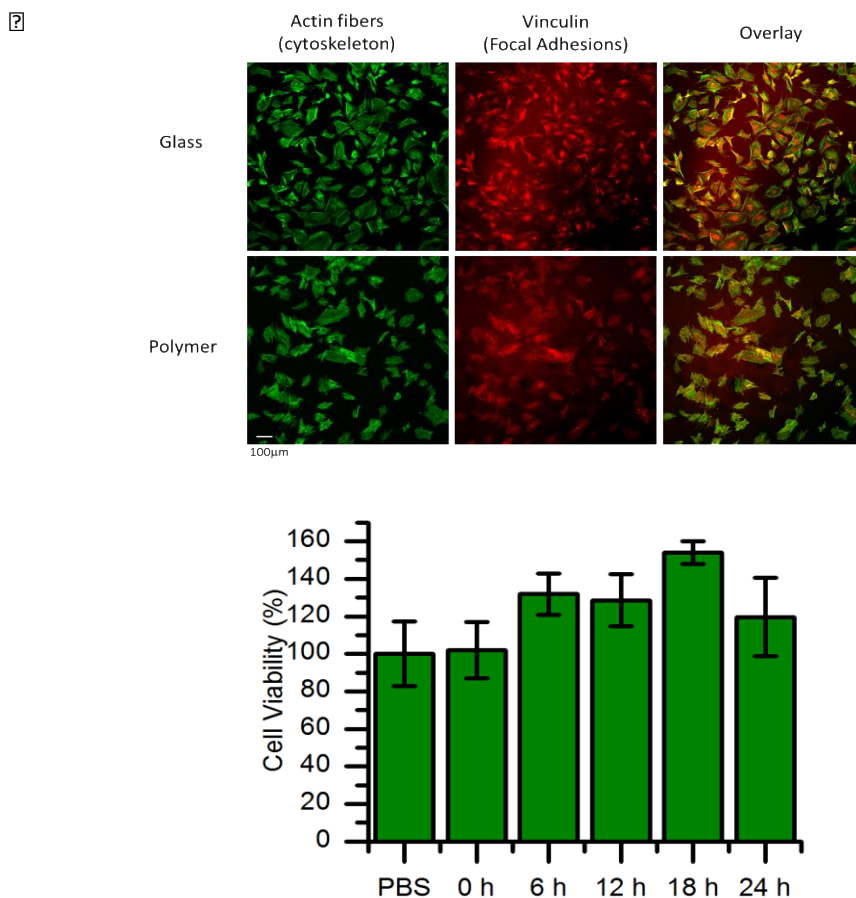 Actin fibers
(cytoskeleton)
Vinculin
(Focal Adhesions)
Overlay
Glass
Polymer
100μm
Cell Viability (%)
160
140
120
100
80
60
40
20
0
PBS 0 h 6 h 12 h 18 h 24 h